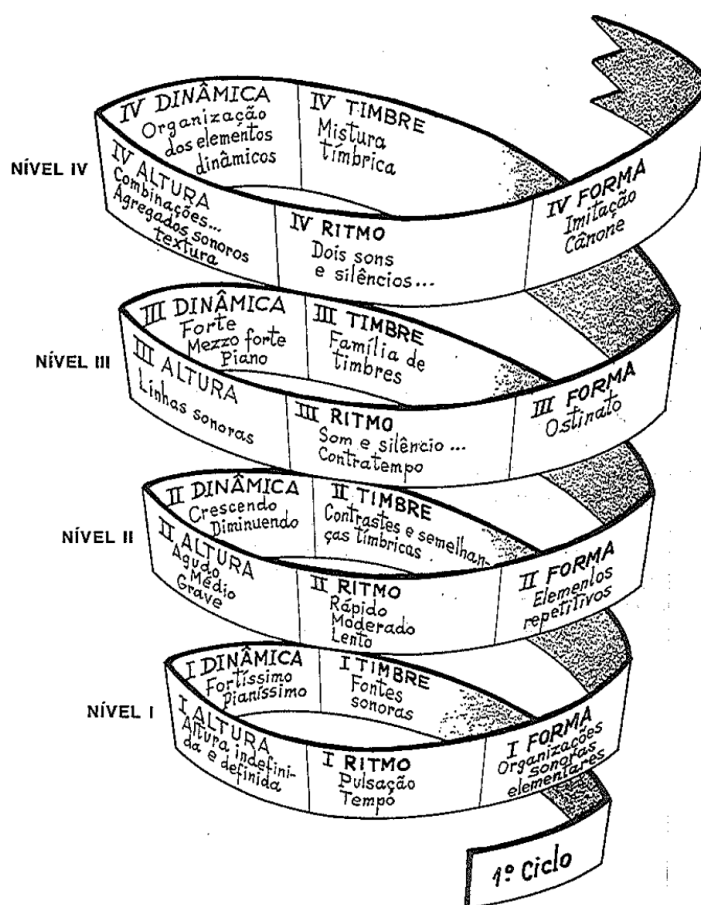 NÍVEL IV
IV DINÂMICA
Organização
dos elementos
dinâmicos
IV TIMBRE
Mistura
tímbrica
IV ALTURA
Combinações...
Agregados sonoros
textura
IV RITMO
Dois sons
e silêncios...
IV FORMA
Imitação
Cânone
NÍVEL III
III DINÂMICA
Forte
Mezzo forte
Piano
III TIMBRE
Família de
timbres
III ALTURA
Linhas sonoras
III RITMO
Som e silêncio...
Contratempo
III FORMA
Ostinato
NÍVEL II
II DINÂMICA
Crescendo
Diminuendo
II TIMBRE
Contrastes e semelhan-
ças tímbricas
II ALTURA
Agudo
Médio
Grave
II RITMO
Rápido
Moderado
Lento
II FORMA
Elementos
repetitivos
NÍVEL I
I DINÂMICA
Fortíssimo
Pianíssimo
I TIMBRE
Fontes
sonoras
I ALTURA
Altura indefini-
da e definida
I RITMO
Pulsação
Tempo
I FORMA
Organizações
sonoras
elementares
1º Ciclo